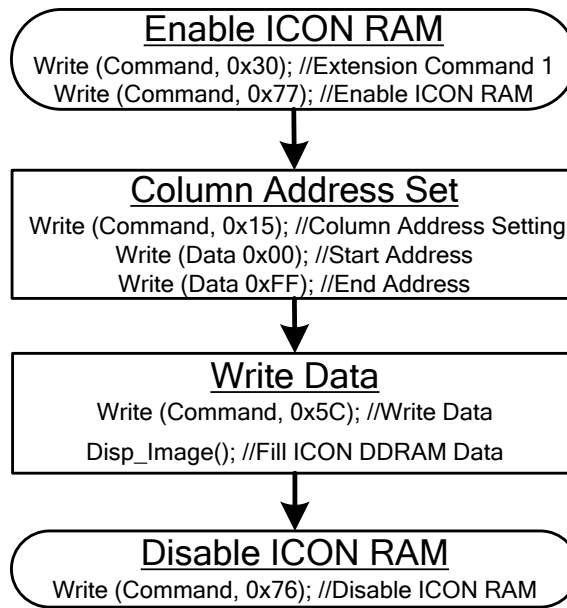 Enable ICON RAM
Write (Command, 0x30); //Extension Command 1
Write (Command, 0x77); //Enable ICON RAM
Column Address Set
Write (Command, 0x15); //Column Address Setting
Write (Data 0x00); //Start Address
Write (Data 0xFF); //End Address
Write Data
Write (Command, 0x5C); //Write Data
Disp_Image(); //Fill ICON DDRAM Data
Disable ICON RAM
Write (Command, 0x76); //Disable ICON RAM